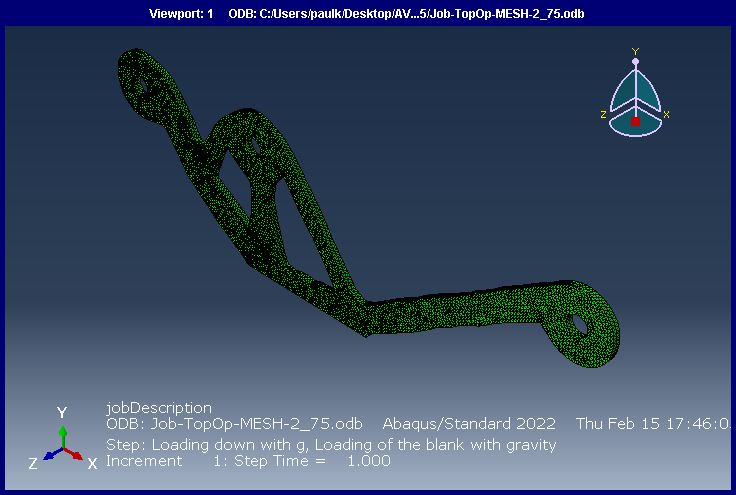 Viewport: 1 ODB: C:/Users/paulk/Desktop/AV...5/Job-TopOp-MESH-2_75.odb
Y
Z X
jobDescription
ODB: Job-TopOp-MESH-2_75.odb Abaqus/Standard 2022 Thu Feb 15 17:46:0
Y
Step: Loading down with g, Loading of the blank with gravity
Z X
Increment 1: Step Time = 1.000